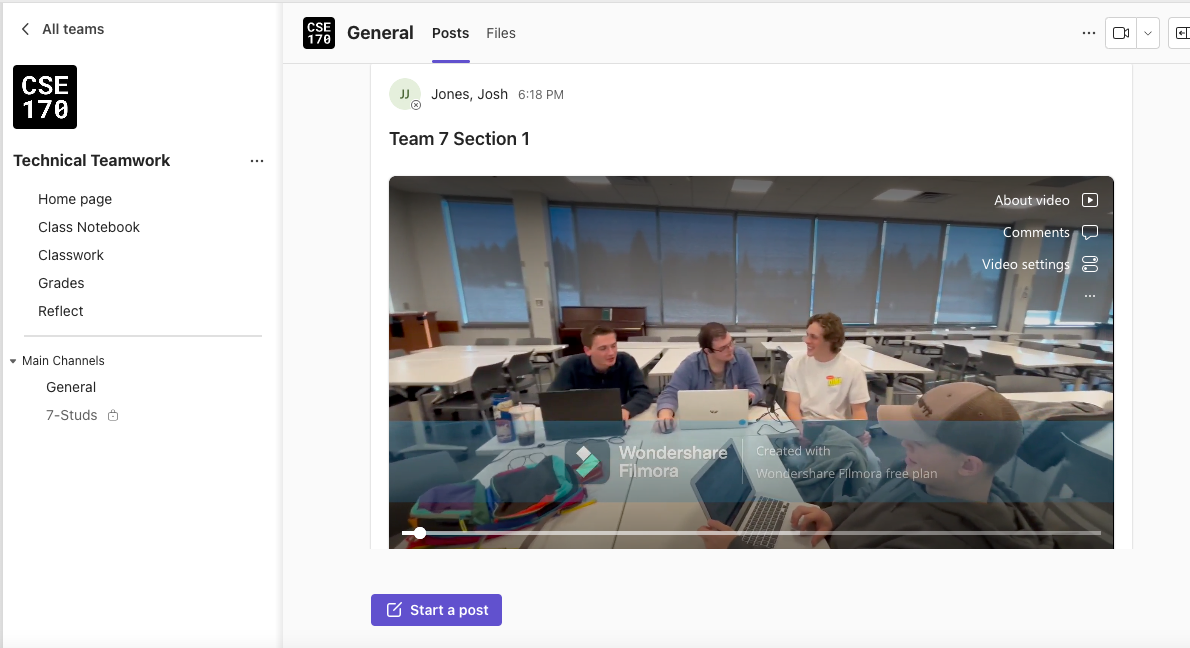 All teams
CSE
170
Technical Teamwork
Home page
Class Notebook
Classwork
Grades
Reflect
Main Channels
General
7-Studs
CSE
170
General
Posts
Files
JJ
Jones, Josh 6:18 PM
Team 7 Section 1
About video
Comments
Video settings
Wondershare
Filmora
Created with
Wondershare Filmora free plan
Start a post